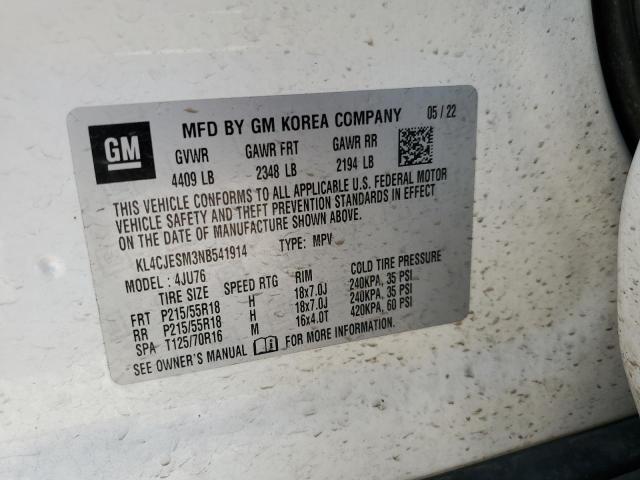 GM
MFD BY GM KOREA COMPANY 05 / 22
GVWR GAWR FRT GAWR RR
4409 LB 2348 LB 2194 LB
THIS VEHICLE CONFORMS TO ALL APPLICABLE U.S. FEDERAL MOTOR
VEHICLE SAFETY AND THEFT PREVENTION STANDARDS IN EFFECT
ON THE DATE OF MANUFACTURE SHOWN ABOVE.
KL4CJESM3NB541914 TYPE: MPV
MODEL : 4JU76
TIRE SIZE SPEED RTG RIM COLD TIRE PRESSURE
FRT P215/55R18 H 18x7.0J 240KPA, 35 PSI
RR P215/55R18 H 18x7.0J 240KPA, 35 PSI
SPA T125/70R16 M 16x4.0T 420KPA, 60 PSI
SEE OWNER'S MANUAL FOR MORE INFORMATION